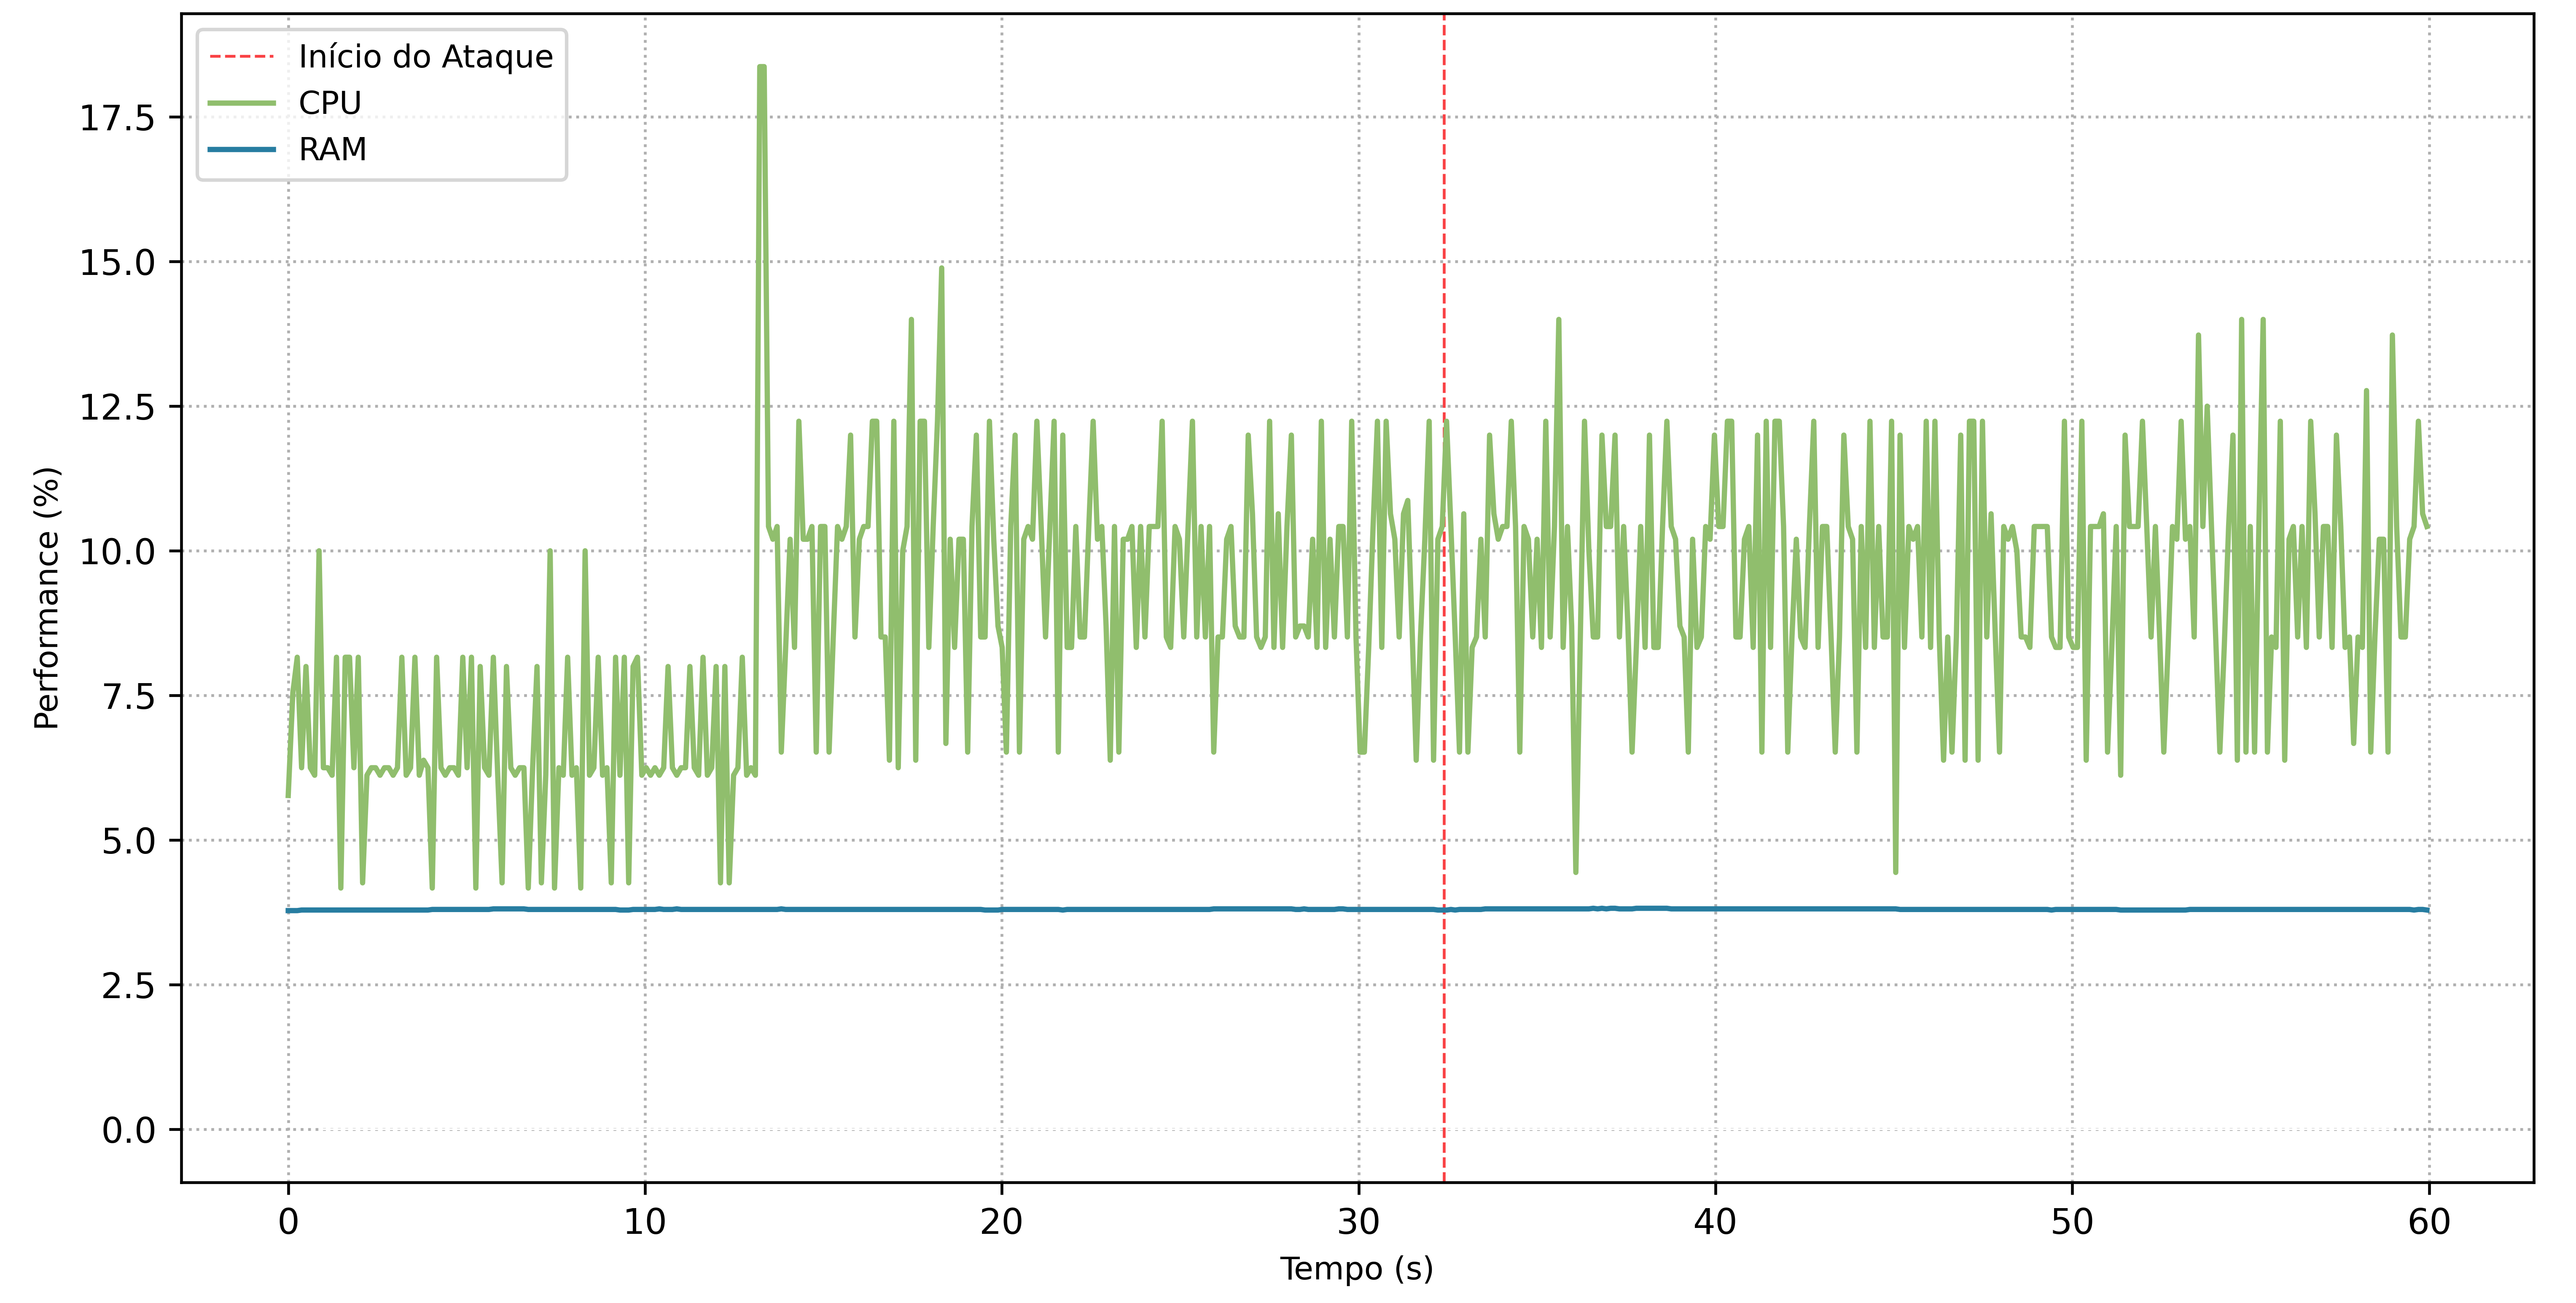 Início do Ataque
CPU
RAM
17.5
15.0
12.5
10.0
7.5
5.0
2.5
0.0
Performance (%)
0 10 20 30 40 50 60
Tempo (s)